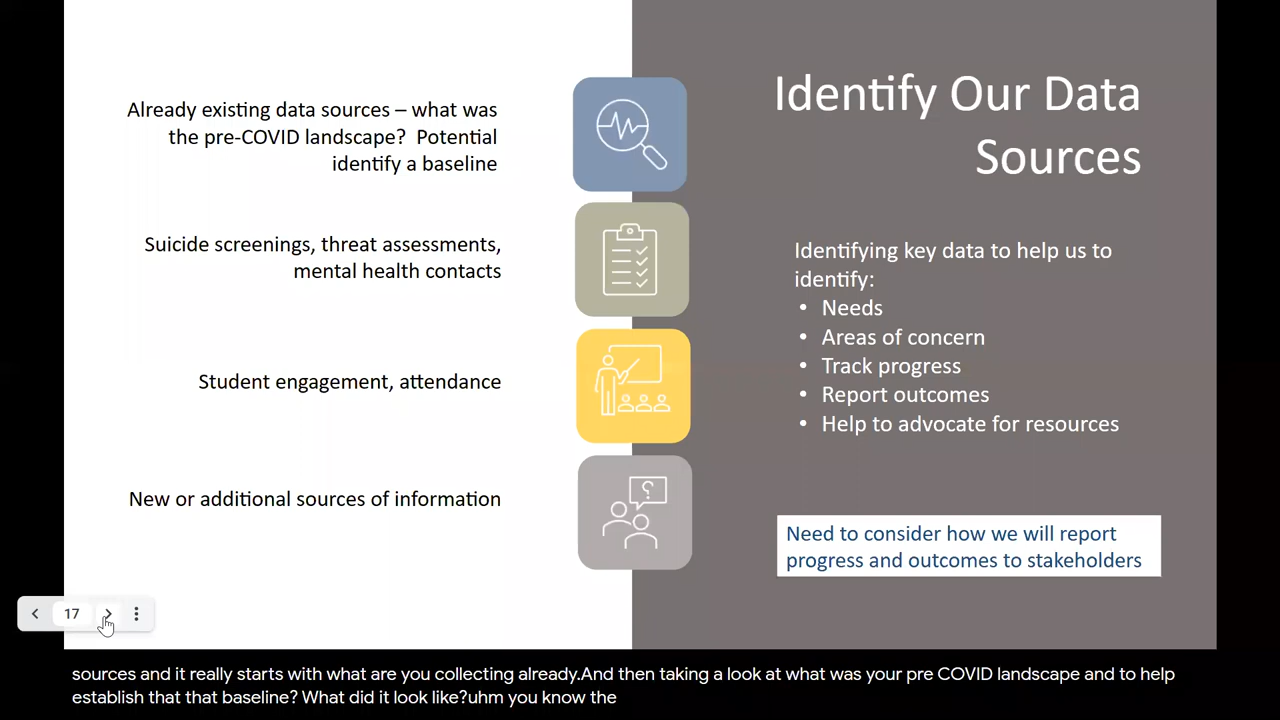 Already existing data sources – what was
the pre-COVID landscape?  Potential
identify a baseline
Suicide screenings, threat assessments,
mental health contacts
Student engagement, attendance
New or additional sources of information
Identify Our Data
Sources
Identifying key data to help us to
identify:
• Needs
• Areas of concern
• Track progress
• Report outcomes
• Help to advocate for resources
Need to consider how we will report
progress and outcomes to stakeholders
17
sources and it really starts with what are you collecting already.And then taking a look at what was your pre COVID landscape and to help
establish that that baseline? What did it look like?uhm you know the